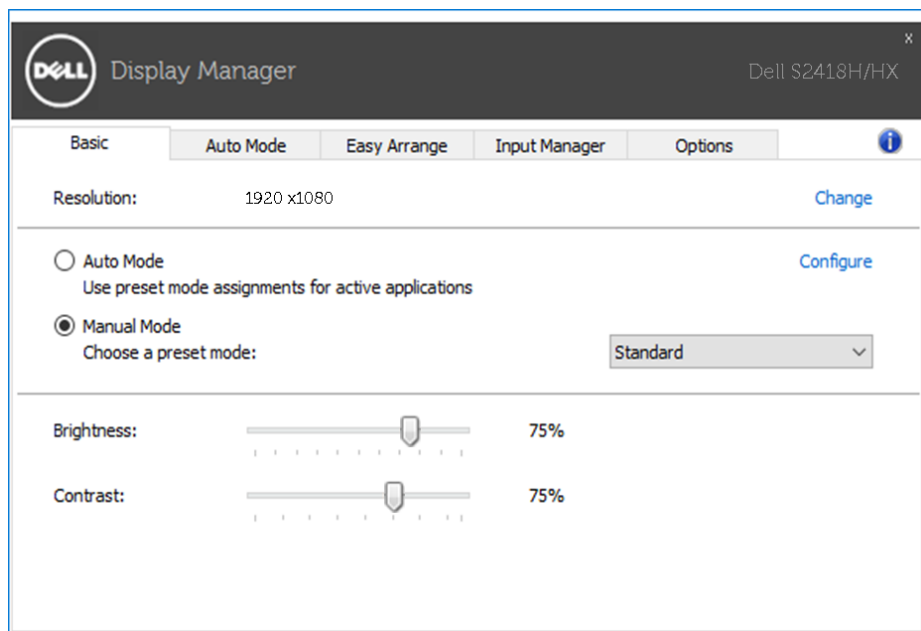 x
DELL Display Manager
Dell S2418H/HX
Basic Auto Mode Easy Arrange Input Manager Options i
Resolution: 1920 x1080 Change
Auto Mode Configure
Use preset mode assignments for active applications
Manual Mode
Choose a preset mode: Standard
Brightness: 75%
Contrast: 75%